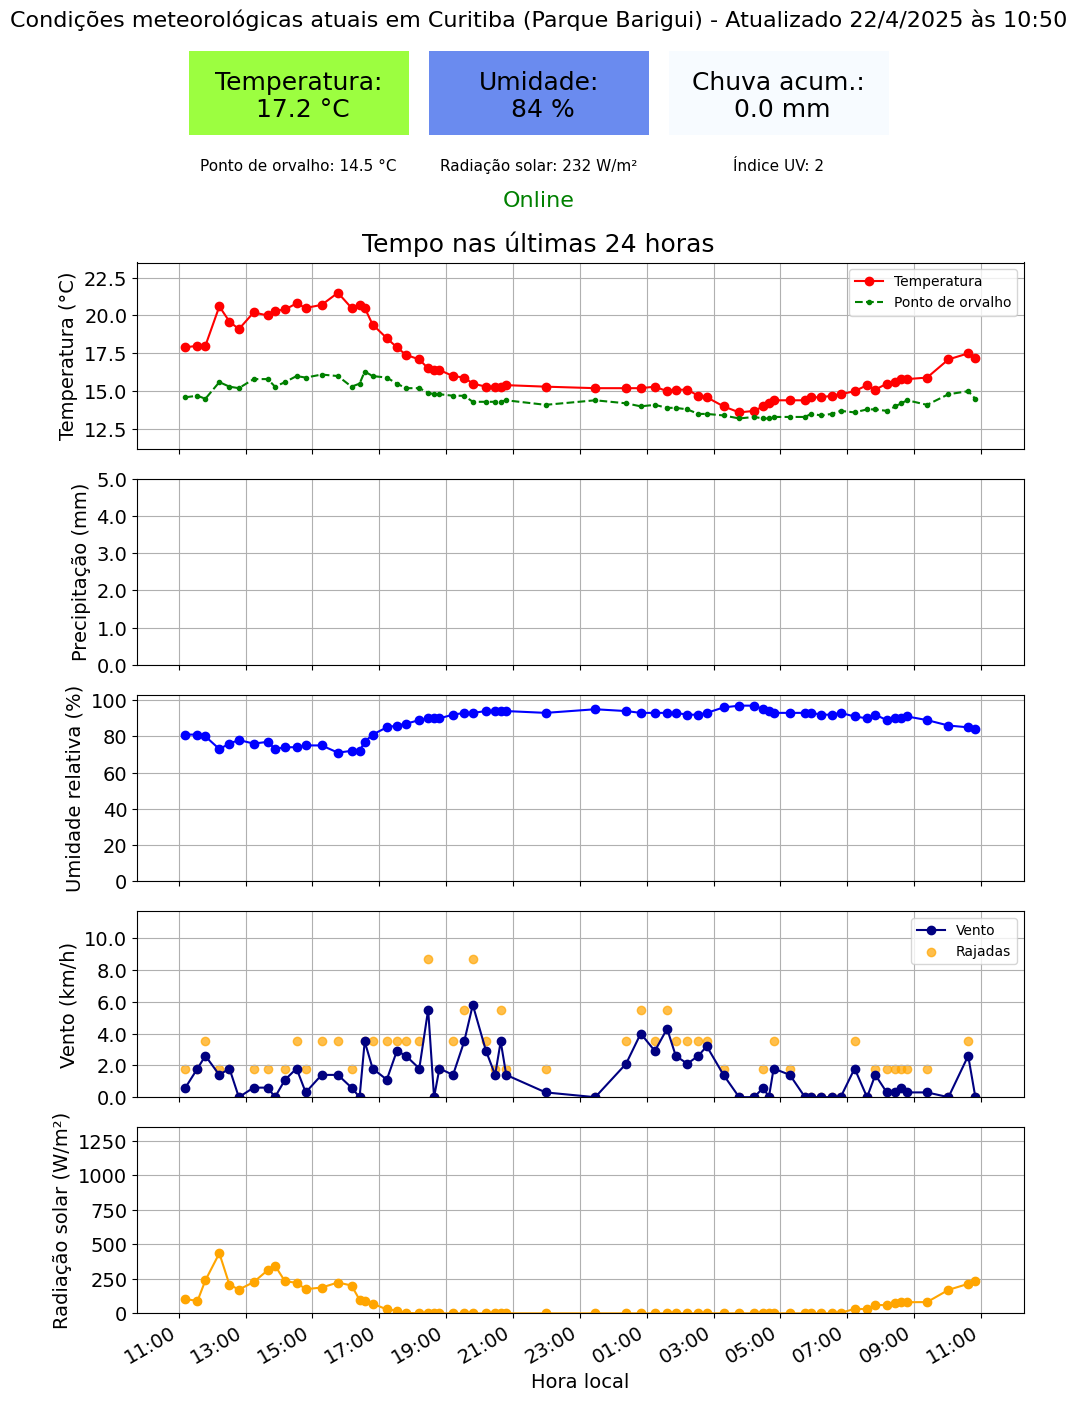 Condições meteorológicas atuais em Curitiba (Parque Barigui) - Atualizado 22/4/2025 às 10:50
Temperatura:
17.2 °C
Umidade:
84 %
Chuva acum.:
0.0 mm
Ponto de orvalho: 14.5 °C
Radiação solar: 232 W/m²
Índice UV: 2
Online
Tempo nas últimas 24 horas
Temperatura (°C)
22.5
20.0
17.5
15.0
12.5
Temperatura
Ponto de orvalho
Precipitação (mm)
5.0
4.0
3.0
2.0
1.0
0.0
Umidade relativa (%)
100
80
60
40
20
0
Vento (km/h)
10.0
8.0
6.0
4.0
2.0
0.0
Vento
Rajadas
Radiação solar (W/m²)
1250
1000
750
500
250
0
11:00
13:00
15:00
17:00
19:00
21:00
23:00
01:00
03:00
05:00
07:00
09:00
11:00
Hora local